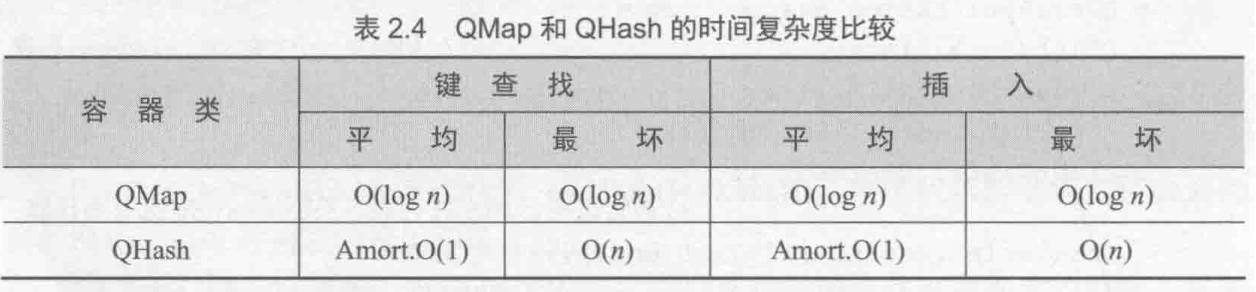 表 2.4 QMap 和 QHash 的时间复杂度比较
容器类 键查找 插入
平均 最坏 平均 最坏
QMap O(log n) O(log n) O(log n) O(log n)
QHash Amort.O(1) O(n) Amort.O(1) O(n)